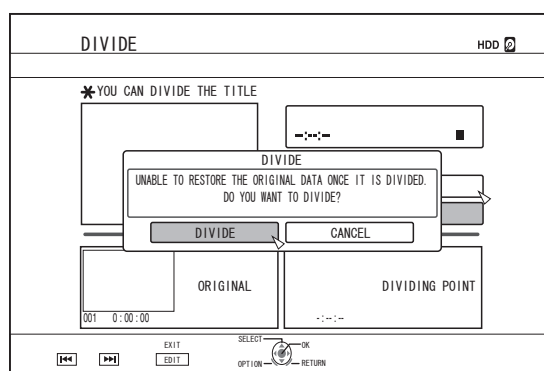 DIVIDE
HDD
YOU CAN DIVIDE THE TITLE
-:--:-
DIVIDE
UNABLE TO RESTORE THE ORIGINAL DATA ONCE IT IS DIVIDED.
DO YOU WANT TO DIVIDE?
DIVIDE CANCEL
ORIGINAL
DIVIDING POINT
001 0:00:00
-:--:--
EXIT
EDIT
SELECT
OK
OPTION
RETURN